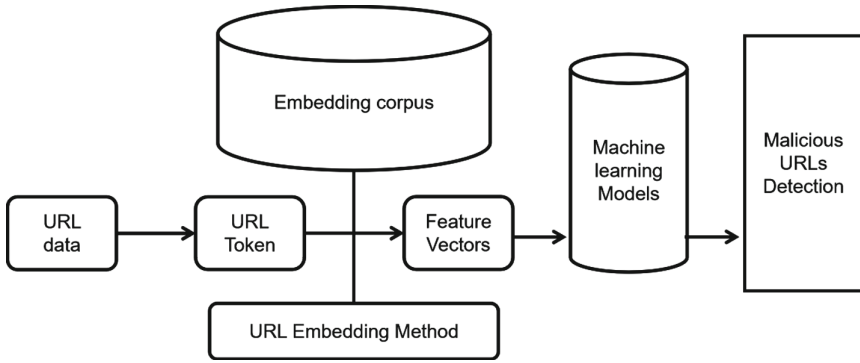 Embedding corpus
URL
data
URL
Token
Feature
Vectors
Machine
learning
Models
Malicious
URLs
Detection
URL Embedding Method